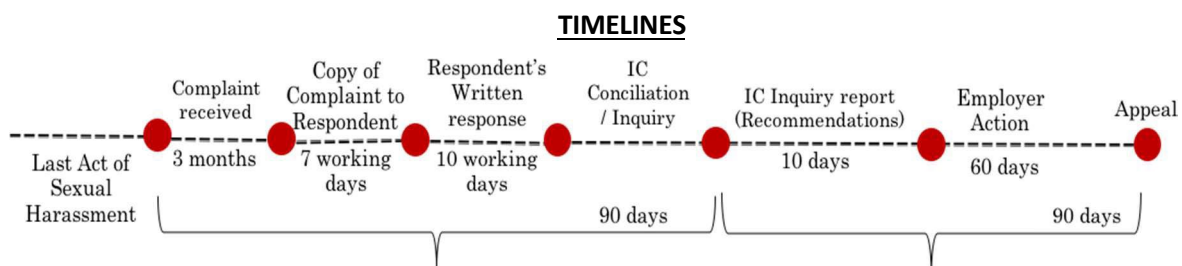 TIMELINES
Complaint
received
Copy of
Complaint to
Respondent
Respondent's
Written
response
IC
Conciliation
/ Inquiry
IC Inquiry report
(Recommendations)
Employer
Action
Appeal
Last Act of
Sexual
Harassment
3 months
7 working
days
10 working
days
10 days
60 days
90 days
90 days